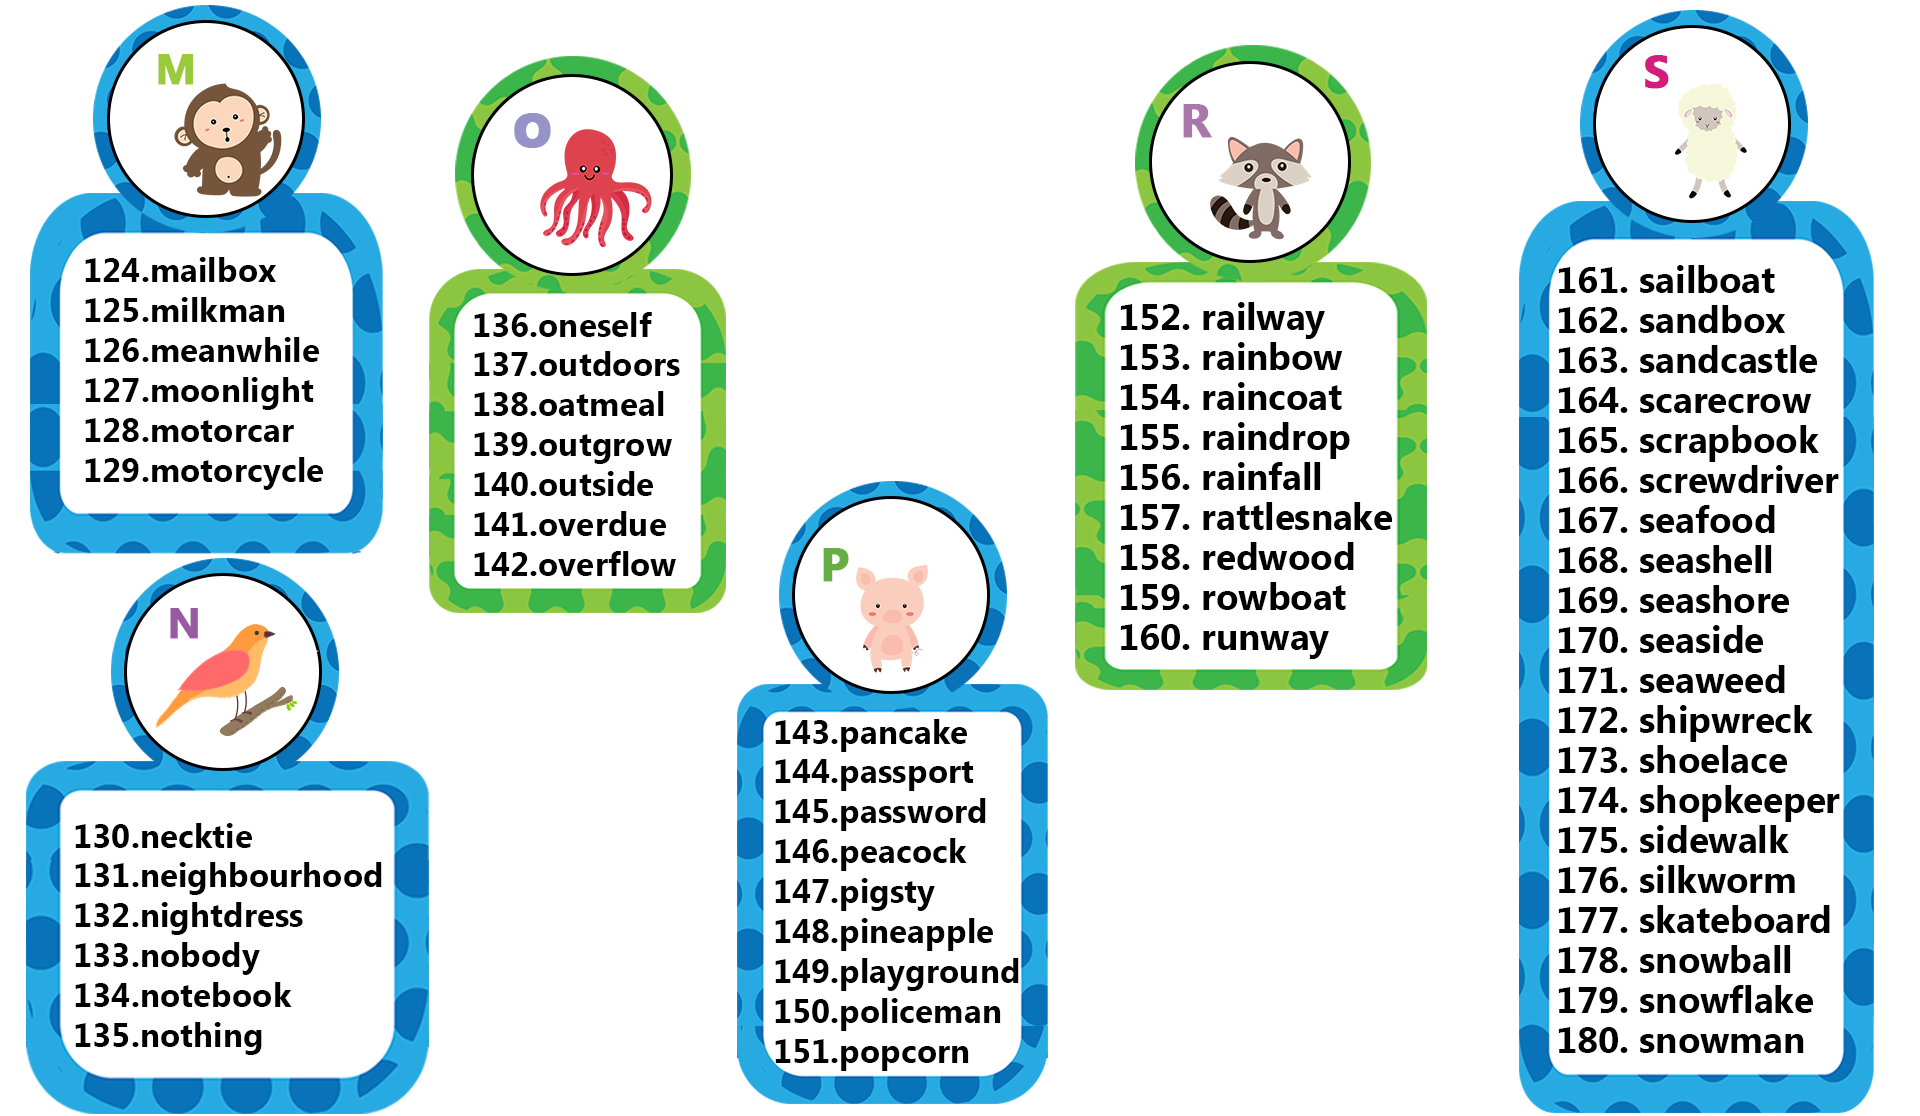 M
124.mailbox
125.milkman
126.meanwhile
127.moonlight
128.motorcar
129.motorcycle
N
130.necktie
131.neighbourhood
132.nightdress
133.nobody
134.notebook
135.nothing
O
136.oneself
137.outdoors
138.oatmeal
139.outgrow
140.outside
141.overdue
142.overflow
P
143.pancake
144.passport
145.password
146.peacock
147.pigsty
148.pineapple
149.playground
150.policeman
151.popcorn
R
152. railway
153. rainbow
154. raincoat
155. raindrop
156. rainfall
157. rattlesnake
158. redwood
159. rowboat
160. runway
S
161. sailboat
162. sandbox
163. sandcastle
164. scarecrow
165. scrapbook
166. screwdriver
167. seafood
168. seashell
169. seashore
170. seaside
171. seaweed
172. shipwreck
173. shoelace
174. shopkeeper
175. sidewalk
176. silkworm
177. skateboard
178. snowball
179. snowflake
180. snowman